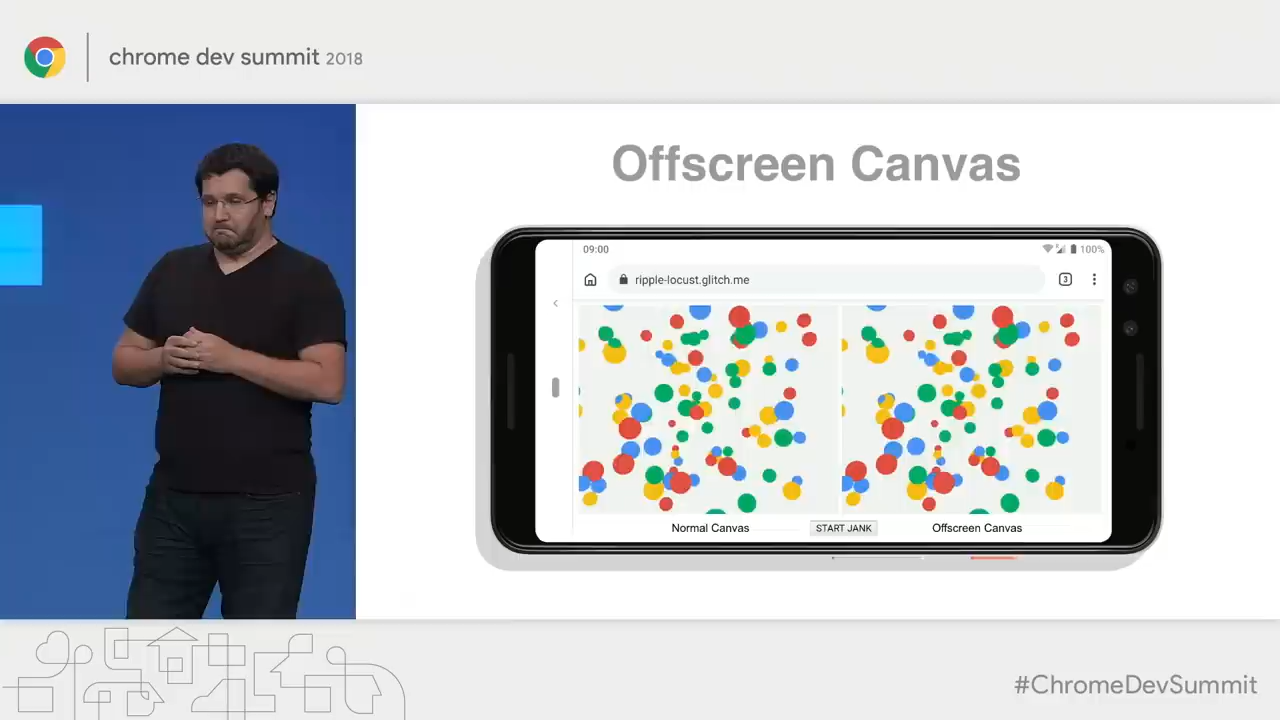 chrome dev summit 2018
Offscreen Canvas
09:00
100%
ripple-locust.glitch.me
3
Normal Canvas
START JANK
Offscreen Canvas
#ChromeDevSummit